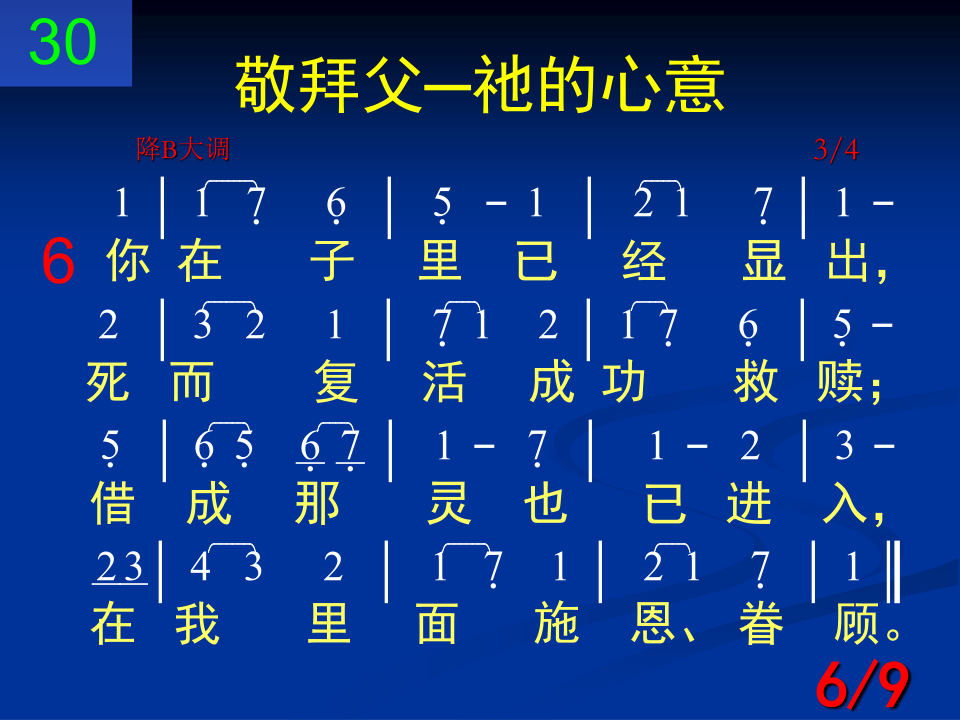 30
敬拜父─祂的心意
降B大调 3/4
1 | 1 7̣ 6̣ | 5̣ - 1 | 2 1 7̣ | 1 -
6 你 在 子 里 已 经 显 出，
2 | 3 2 1 | 7̣ 1 2 | 1 7̣ 6̣ | 5̣ -
死 而 复 活 成 功 救 赎；
5̣ | 6̣ 5̣ 6̣ 7̣ | 1 - 7̣ | 1 - 2 | 3 -
借 成 那 灵 也 已 进 入，
2 3 | 4 3 2 | 1 7̣ 1 | 2 1 7̣ | 1 ‖
在 我 里 面 施 恩、 眷 顾。
6/9